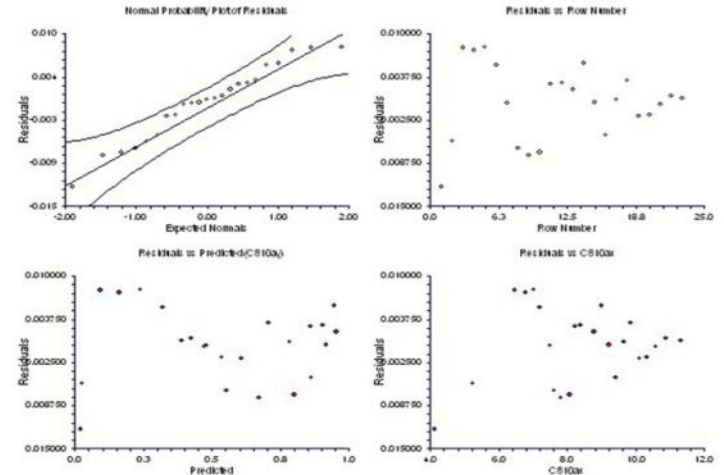 Normal Probability Plot of Residuals
0.010
0.004
-0.003
-0.009
-0.015
Residuals
-2.00 -1.00 0.00 1.00 2.00
Expected Normals
Residuals vs Row Number
0.010000
0.003750
0.002500
0.008750
0.015000
Residuals
0.0 6.3 12.5 18.8 25.0
Row Number
Residuals vs Predicted(C810a)
0.010000
0.003750
0.002500
0.008750
0.015000
Residuals
0.0 0.3 0.5 0.8 1.0
Predicted
Residuals vs C810ax
0.010000
0.003750
0.002500
0.008750
0.015000
Residuals
4.0 6.0 8.0 10.0 12.0
C810ax